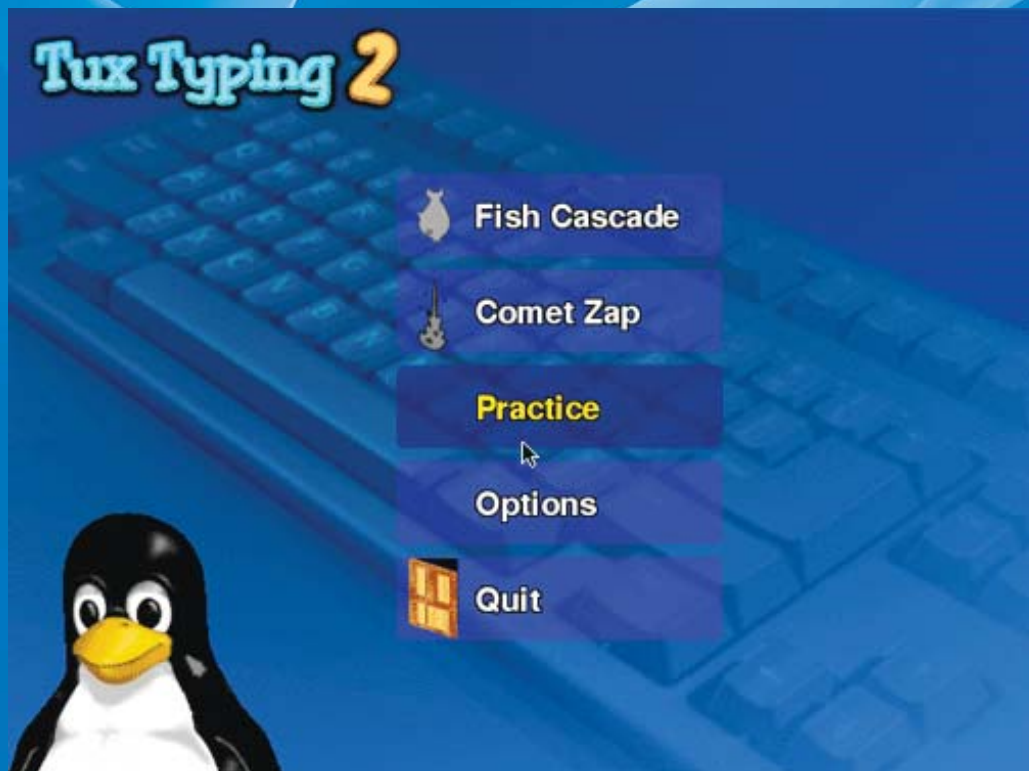 Tux Typing 2
Fish Cascade
Comet Zap
Practice
Options
Quit